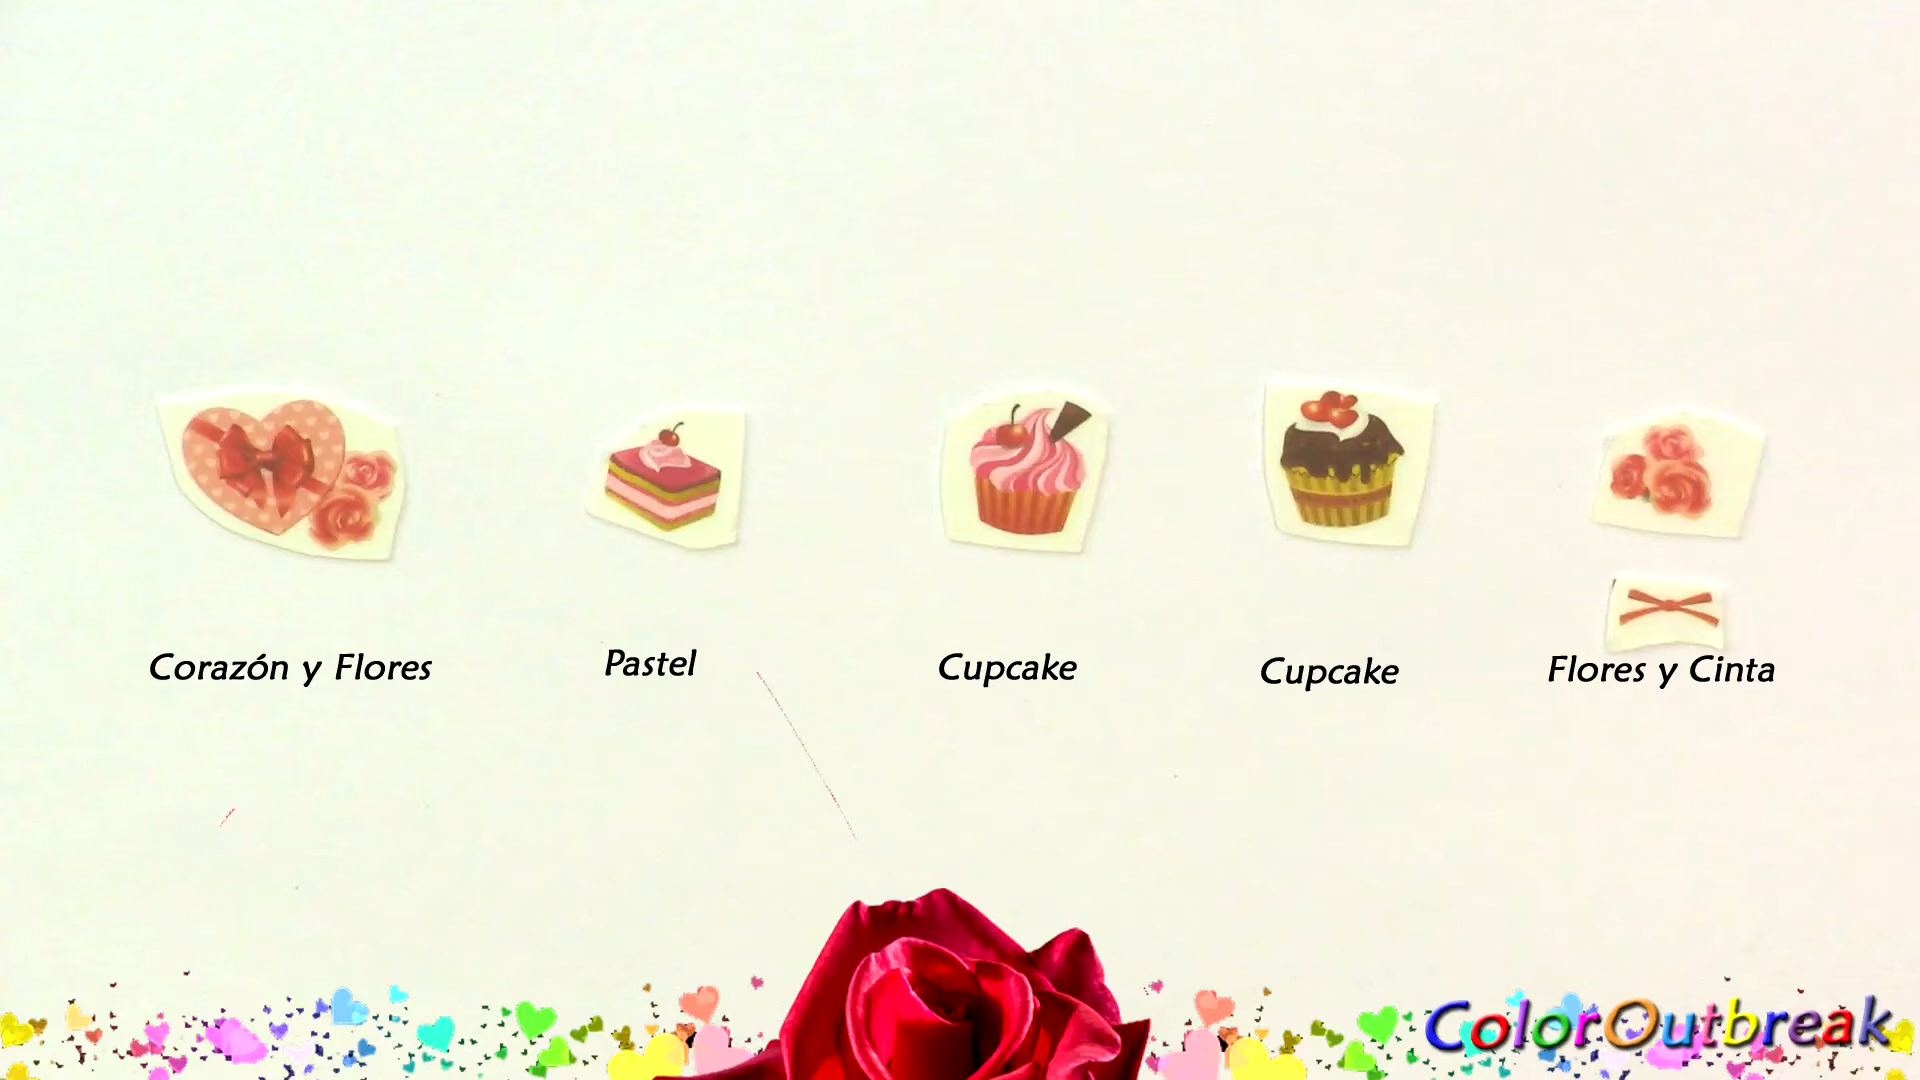 Corazón y Flores
Pastel
Cupcake
Cupcake
Flores y Cinta
ColorOutbreak